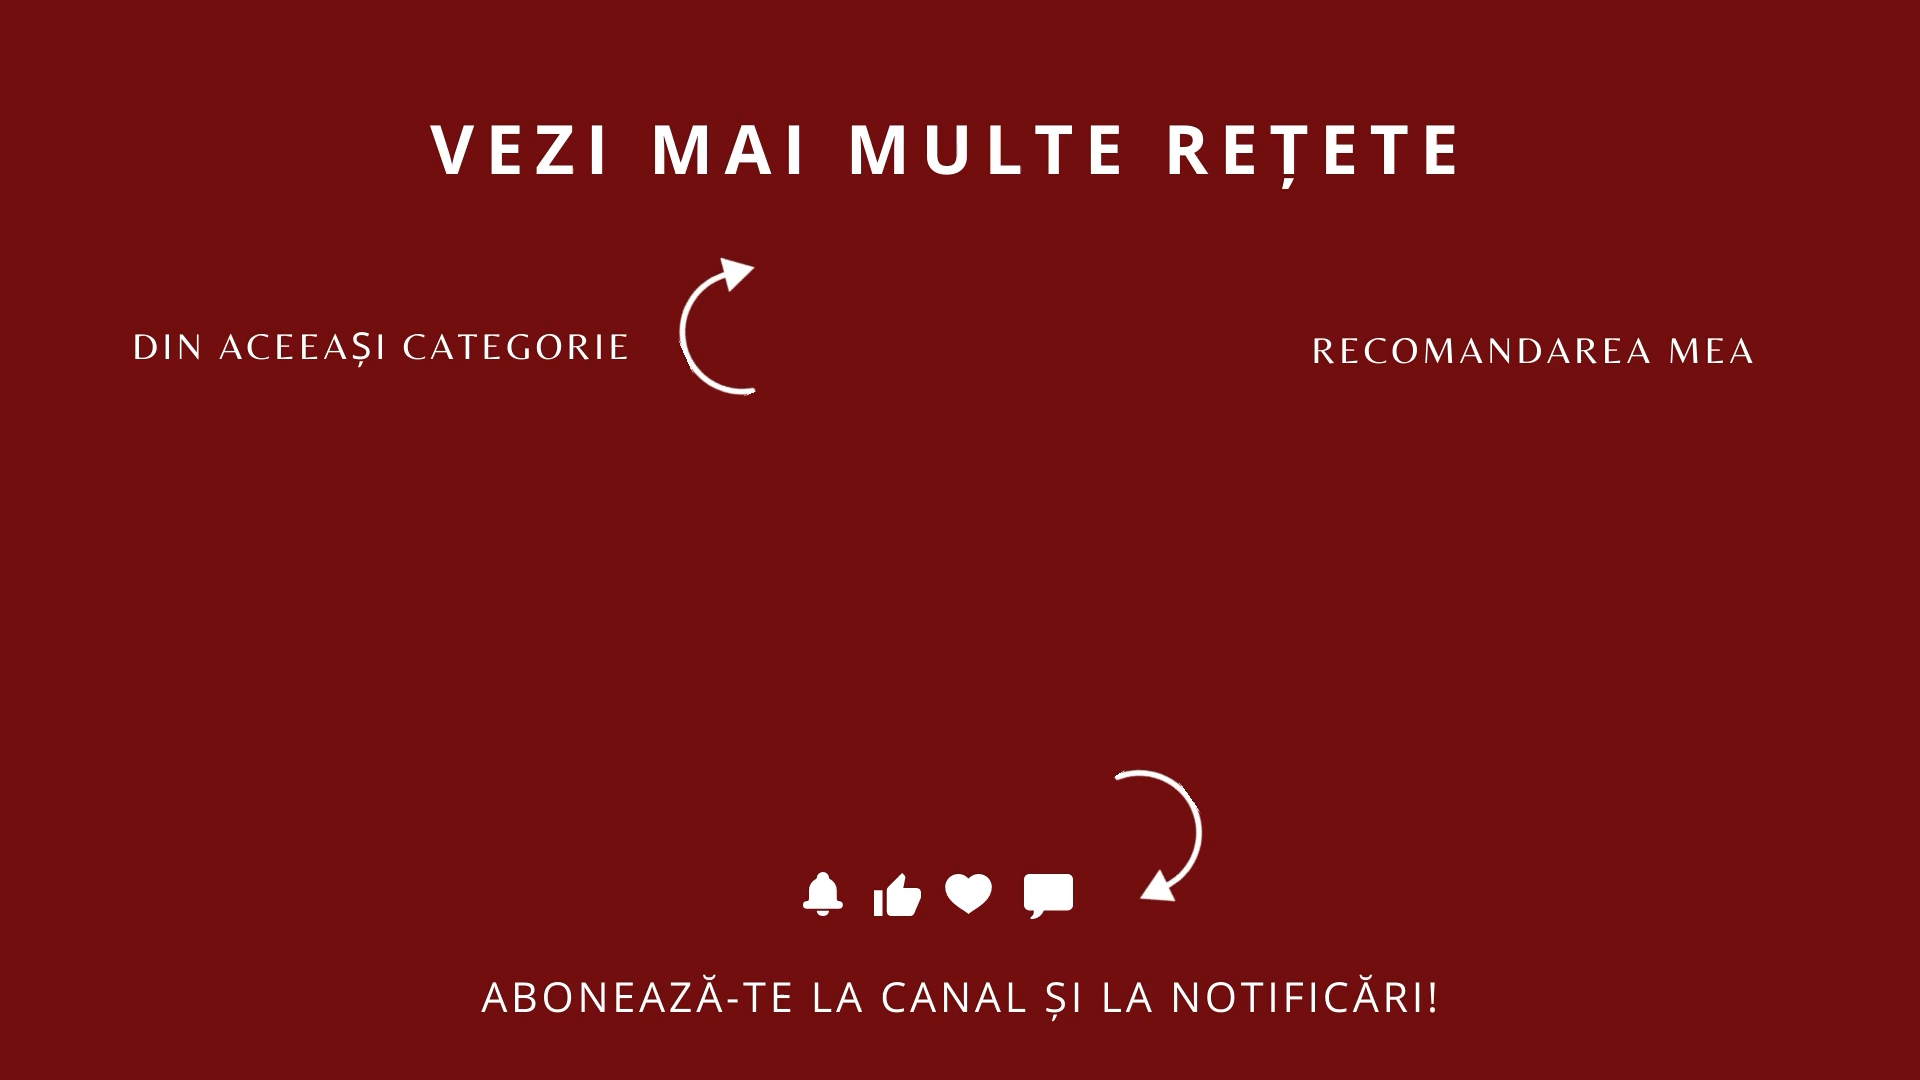 VEZI MAI MULTE REȚETE
DIN ACEEAȘI CATEGORIE
RECOMANDAREA MEA
ABONEAZĂ-TE LA CANAL ȘI LA NOTIFICĂRI!